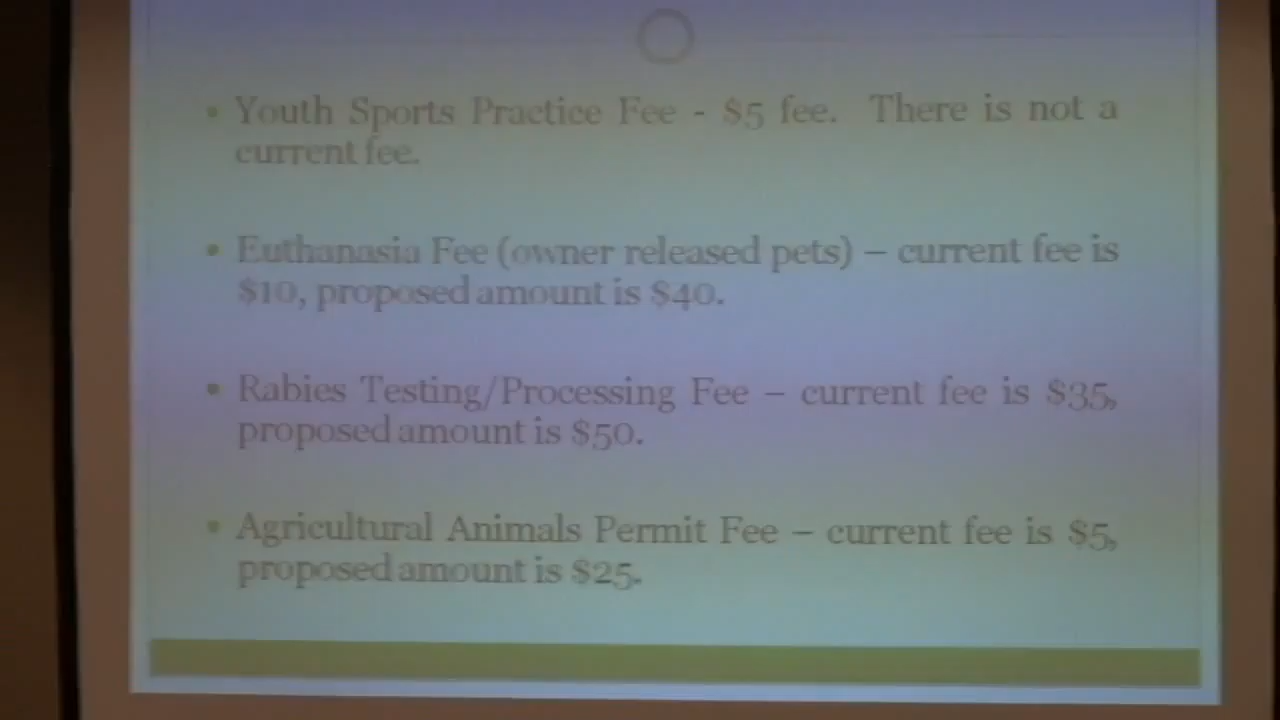 • Youth Sports Practice Fee - $5 fee. There is not a
current fee.
• Euthanasia Fee (owner released pets) – current fee is
$10, proposed amount is $40.
• Rabies Testing/Processing Fee – current fee is $35,
proposed amount is $50.
• Agricultural Animals Permit Fee – current fee is $5,
proposed amount is $25.